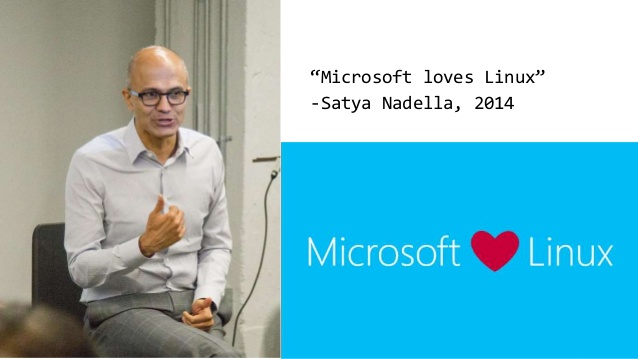 “Microsoft loves Linux”
-Satya Nadella, 2014
Microsoft ❤ Linux